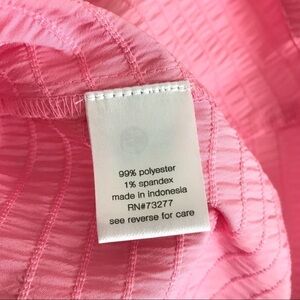 99% polyester
1% spandex
made in indonesia
RN#73277
see reverse for care